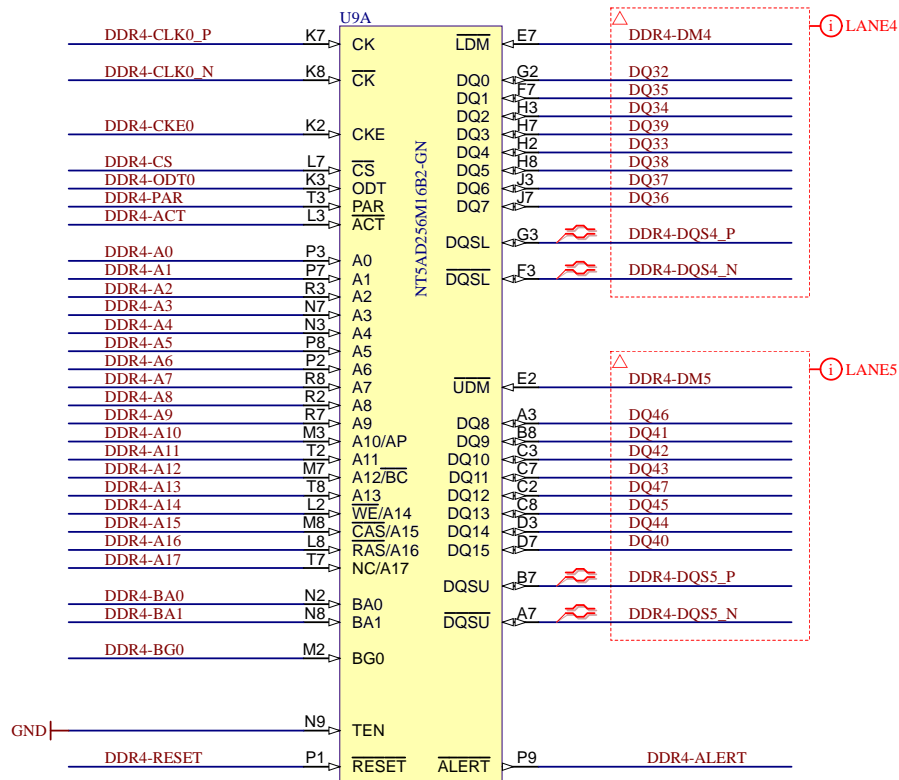 U9A
DDR4-CLK0_P K7 CK LDM E7 DDR4-DM4 LANE4
DDR4-CLK0_N K8 CK DQ0 G2 DQ32
DQ1 F7 DQ35
DQ2 H3 DQ34
DDR4-CKE0 K2 CKE DQ3 H7 DQ39
DQ4 H2 DQ33
DDR4-CS L7 CS DQ5 H8 DQ38
DDR4-ODT0 K3 ODT DQ6 J3 DQ37
DDR4-PAR T3 PAR DQ7 J7 DQ36
DDR4-ACT L3 ACT
DQSL G3 DDR4-DQS4_P
DDR4-A0 P3 A0
DDR4-A1 P7 A1 DQSL F3 DDR4-DQS4_N
NT5AD256M16B2-GN
DDR4-A2 R3 A2
DDR4-A3 N7 A3
DDR4-A4 N3 A4
DDR4-A5 P8 A5
DDR4-A6 P2 A6 LANE5
DDR4-A7 R8 A7 UDM E2 DDR4-DM5
DDR4-A8 R2 A8
DDR4-A9 R7 A9 DQ8 A3 DQ46
DDR4-A10 M3 A10/AP DQ9 B8 DQ41
DDR4-A11 T2 A11 DQ10 C3 DQ42
DDR4-A12 M7 A12/BC DQ11 C7 DQ43
DDR4-A13 T8 A13 DQ12 C2 DQ47
DDR4-A14 L2 WE/A14 DQ13 C8 DQ45
DDR4-A15 M8 CAS/A15 DQ14 D3 DQ44
DDR4-A16 L8 RAS/A16 DQ15 D7 DQ40
DDR4-A17 T7 NC/A17
DQSU B7 DDR4-DQS5_P
DDR4-BA0 N2 BA0
DDR4-BA1 N8 BA1 DQSU A7 DDR4-DQS5_N
DDR4-BG0 M2 BG0
GND N9 TEN
DDR4-RESET P1 RESET ALERT P9 DDR4-ALERT